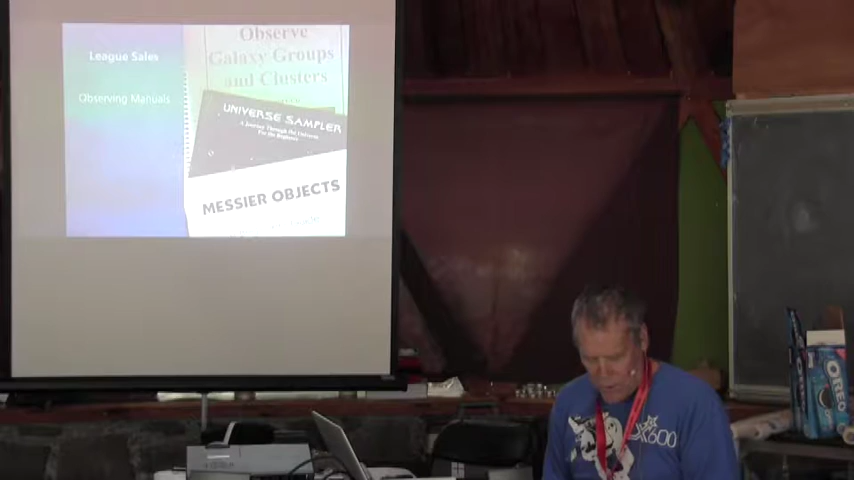 League Sales
Observing Manuals
Observe
Galaxy Groups
and Clusters
UNIVERSE SAMPLER
A Journey Through the Universe
For the Beginner
MESSIER OBJECTS
OREO